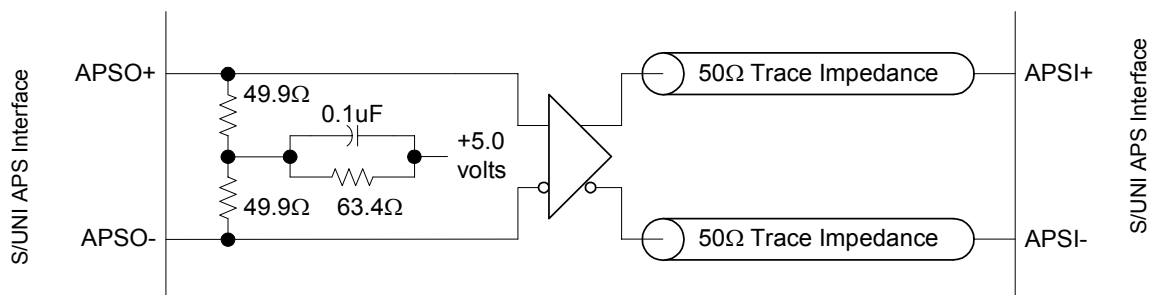 S/UNI APS Interface
APSO+
49.9Ω
0.1uF
+5.0
volts
63.4Ω
49.9Ω
APSO-
50Ω Trace Impedance
APSI+
50Ω Trace Impedance
APSI-
S/UNI APS Interface